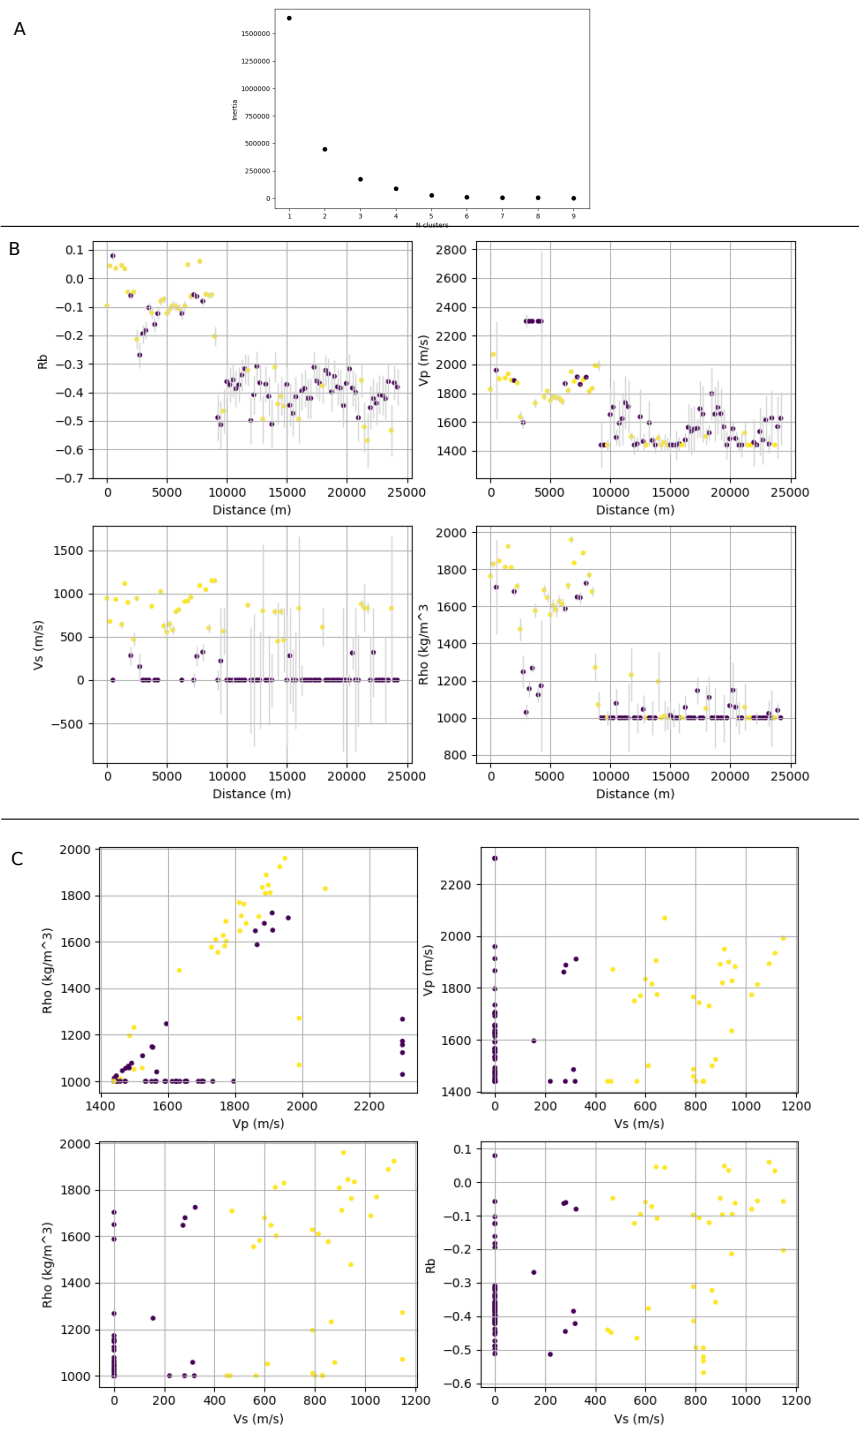 A
1500000
1250000
1000000
750000
500000
250000
0
Inertia
1 2 3 4 5 6 7 8 9
N clusters
B
0.1
0.0
−0.1
−0.2
−0.3
−0.4
−0.5
−0.6
−0.7
Rb
0 5000 10000 15000 20000 25000
Distance (m)
2800
2600
2400
2200
2000
1800
1600
1400
Vp (m/s)
0 5000 10000 15000 20000 25000
Distance (m)
1500
1000
500
0
−500
Vs (m/s)
0 5000 10000 15000 20000 25000
Distance (m)
2000
1800
1600
1400
1200
1000
800
Rho (kg/m^3
0 5000 10000 15000 20000 25000
Distance (m)
C
2000
1800
1600
1400
1200
1000
Rho (kg/m^3)
1400 1600 1800 2000 2200
Vp (m/s)
2200
2000
1800
1600
1400
Vp (m/s)
0 200 400 600 800 1000 1200
Vs (m/s)
2000
1800
1600
1400
1200
1000
Rho (kg/m^3)
0 200 400 600 800 1000 1200
Vs (m/s)
0.1
0.0
−0.1
−0.2
−0.3
−0.4
−0.5
−0.6
Rb
0 200 400 600 800 1000 1200
Vs (m/s)